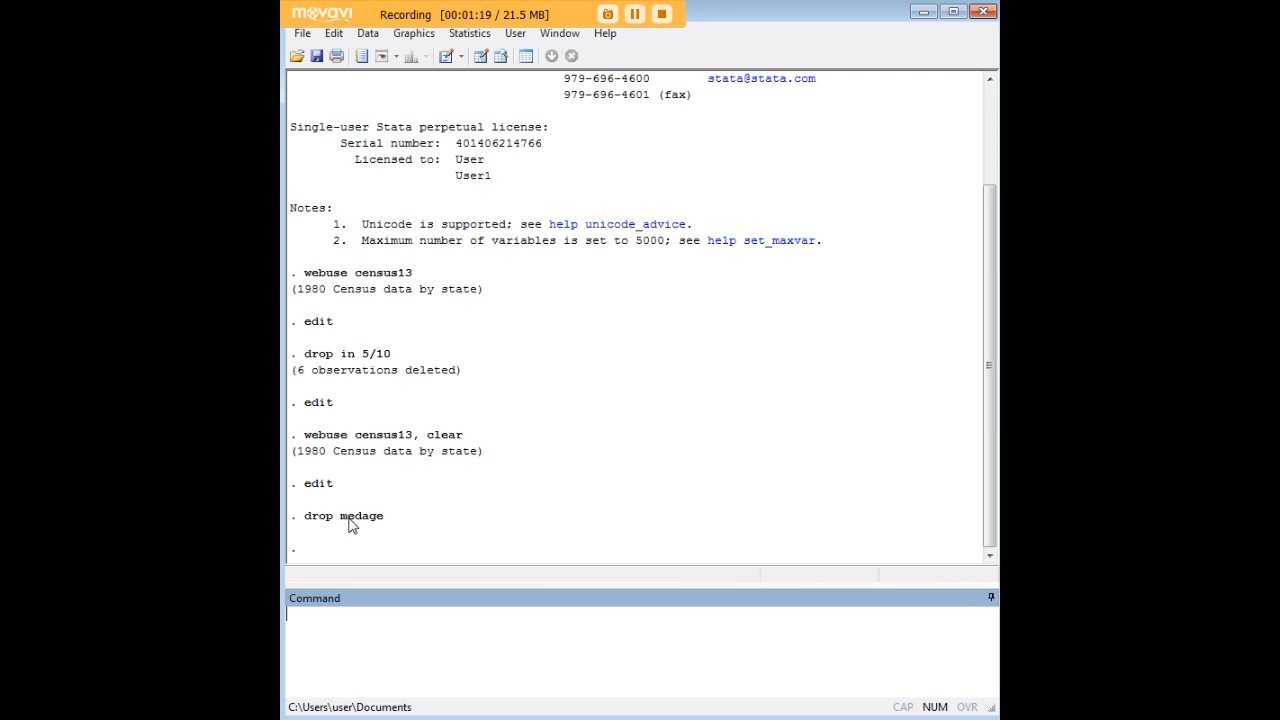 movavi Recording [00:01:19 / 21.5 MB]
File Edit Data Graphics Statistics User Window Help
979-696-4600 stata@stata.com
979-696-4601 (fax)
Single-user Stata perpetual license:
Serial number: 401406214766
Licensed to: User
User1
Notes:
1. Unicode is supported; see help unicode_advice.
2. Maximum number of variables is set to 5000; see help set_maxvar.
. webuse census13
(1980 Census data by state)
. edit
. drop in 5/10
(6 observations deleted)
. edit
. webuse census13, clear
(1980 Census data by state)
. edit
. drop medage
.
Command
C:\Users\user\Documents CAP NUM OVR